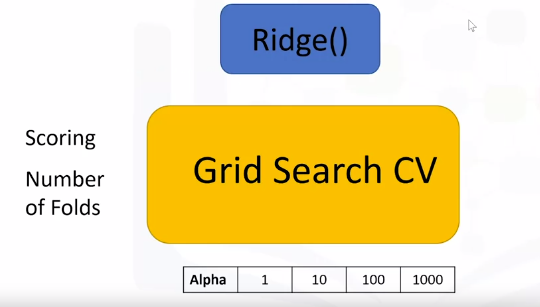 Ridge()
Scoring
Grid Search CV
Number
of Folds
Alpha 1 10 100 1000